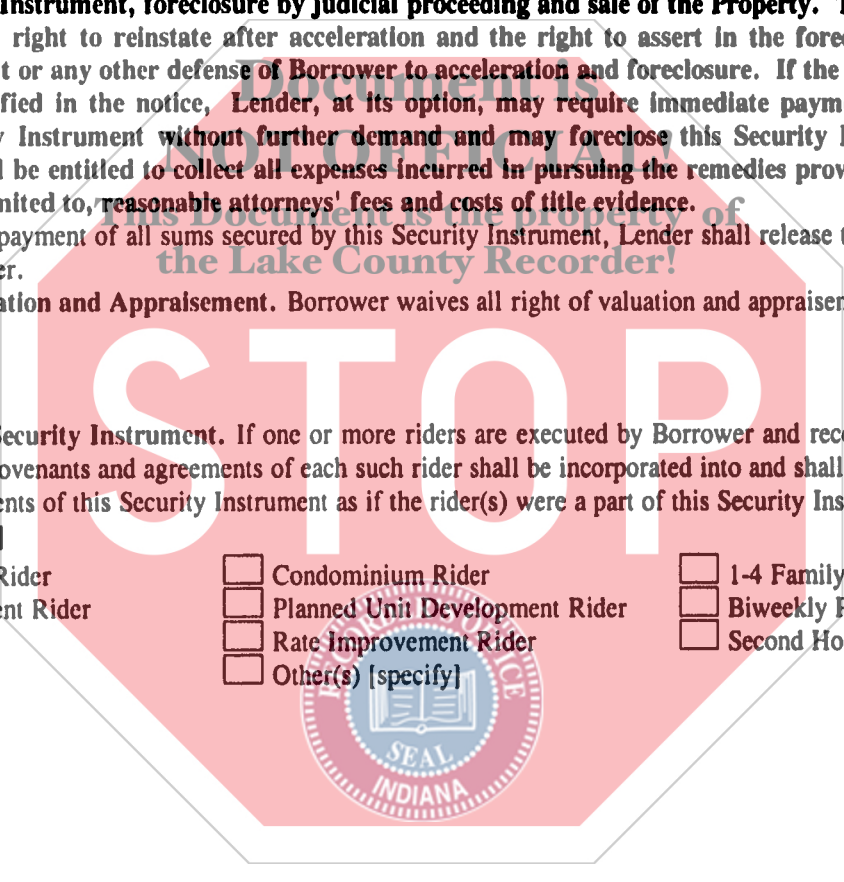 Instrument, foreclosure by judicial proceeding and sale of the Property.
right to reinstate after acceleration and the right to assert in the fore
t or any other defense of Borrower to acceleration and foreclosure. If the
Document is
fied in the notice, Lender, at its option, may require immediate paym
y Instrument without further demand and may foreclose this Security I
NOT OFFICIAL!
l be entitled to collect all expenses incurred in pursuing the remedies prov
nited to, reasonable attorneys' fees and costs of title evidence.
This Document is the property of
payment of all sums secured by this Security Instrument, Lender shall release t
er.
the Lake County Recorder!
ation and Appraisement. Borrower waives all right of valuation and appraisem
STOP
Security Instrument. If one or more riders are executed by Borrower and reco
ovenants and agreements of each such rider shall be incorporated into and shall
ents of this Security Instrument as if the rider(s) were a part of this Security Ins
Rider
Condominium Rider
1-4 Family
ent Rider
Planned Unit Development Rider
Biweekly P
Rate Improvement Rider
Second Ho
Other(s) [specify]
RECORDER'S OFFICE
SEAL
INDIANA